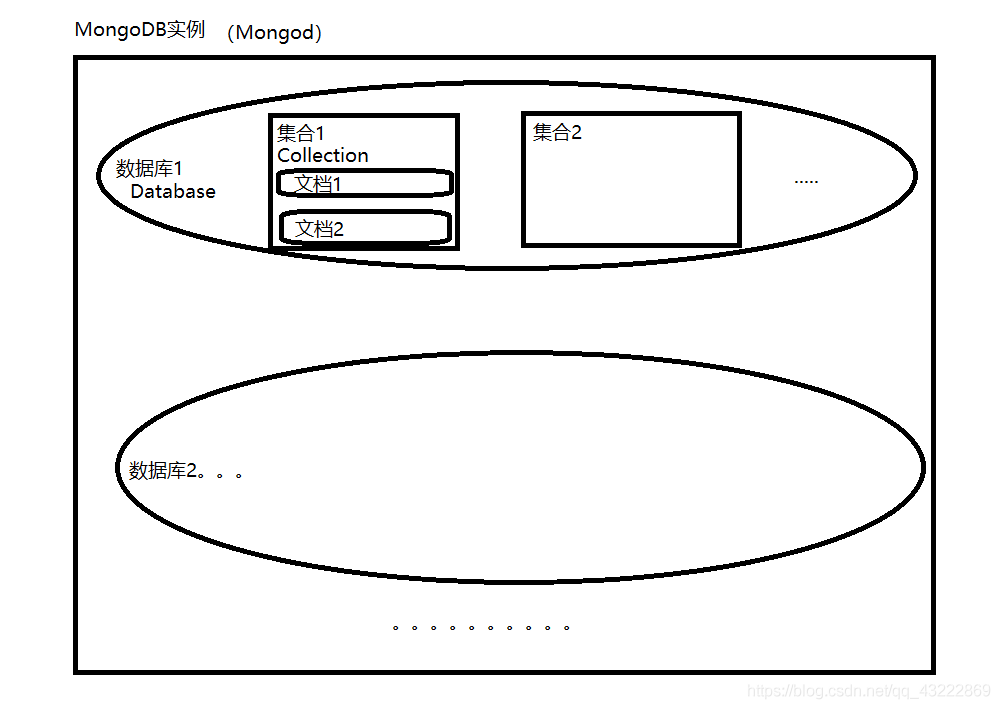 MongoDB实例 （Mongod）
集合1
Collection
文档1
文档2
集合2
.....
数据库1
Database
数据库2。。。
。。。。。。。。。。
https://blog.csdn.net/qq_43222869